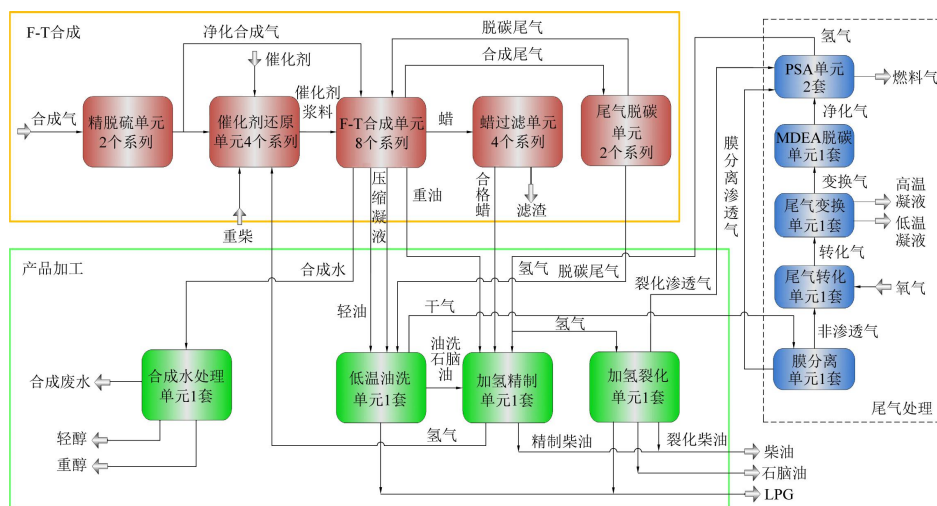 F-T合成
净化合成气
脱碳尾气
合成尾气
催化剂
催化剂
浆料
合成气
精脱硫单元
2个系列
催化剂还原
单元4个系列
F-T合成单元
8个系列
蜡
蜡过滤单元
4个系列
尾气脱碳
单元
2个系列
重柴
压缩凝液
重油
合格蜡
滤渣
氢气
PSA单元
2套
燃料气
净化气
MDEA脱碳
单元1套
膜分离渗透气
变换气
尾气变换
单元1套
高温
凝液
低温
凝液
转化气
尾气转化
单元1套
氧气
非渗透气
膜分离
单元1套
尾气处理
产品加工
合成水
轻油
氢气
脱碳尾气
裂化渗透气
干气
氢气
油洗
石脑
油
合成水处理
单元1套
低温油洗
单元1套
加氢精制
单元1套
加氢裂化
单元1套
合成废水
轻醇
重醇
氢气
精制柴油
裂化柴油
柴油
石脑油
LPG